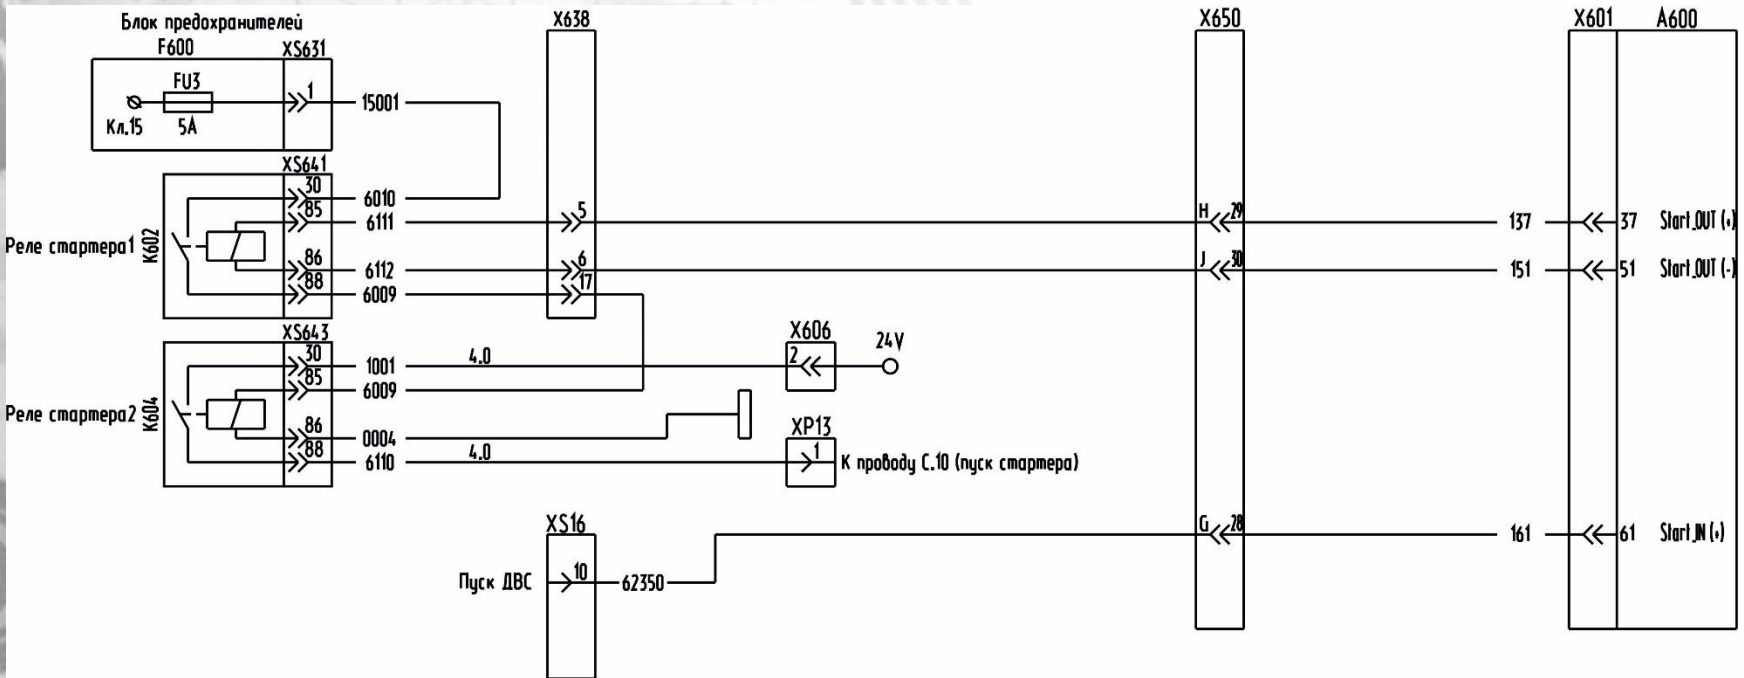 Блок предохранителей
F600
XS631
FU3
1
15001
Кл.15
5А
X638
X650
X601
A600
XS641
30
6010
85
6111
5
H
29
137
37
Start_OUT (+)
Реле стартера1
K602
86
6112
6
J
30
151
51
Start_OUT (-)
88
6009
17
XS643
30
1001
4.0
X606
2
24V
85
6009
Реле стартера2
K604
86
0004
XP13
88
6110
4.0
1
К проводу С.10 (пуск стартера)
XS16
G
28
161
61
Start_IN (+)
Пуск ДВС
10
62350